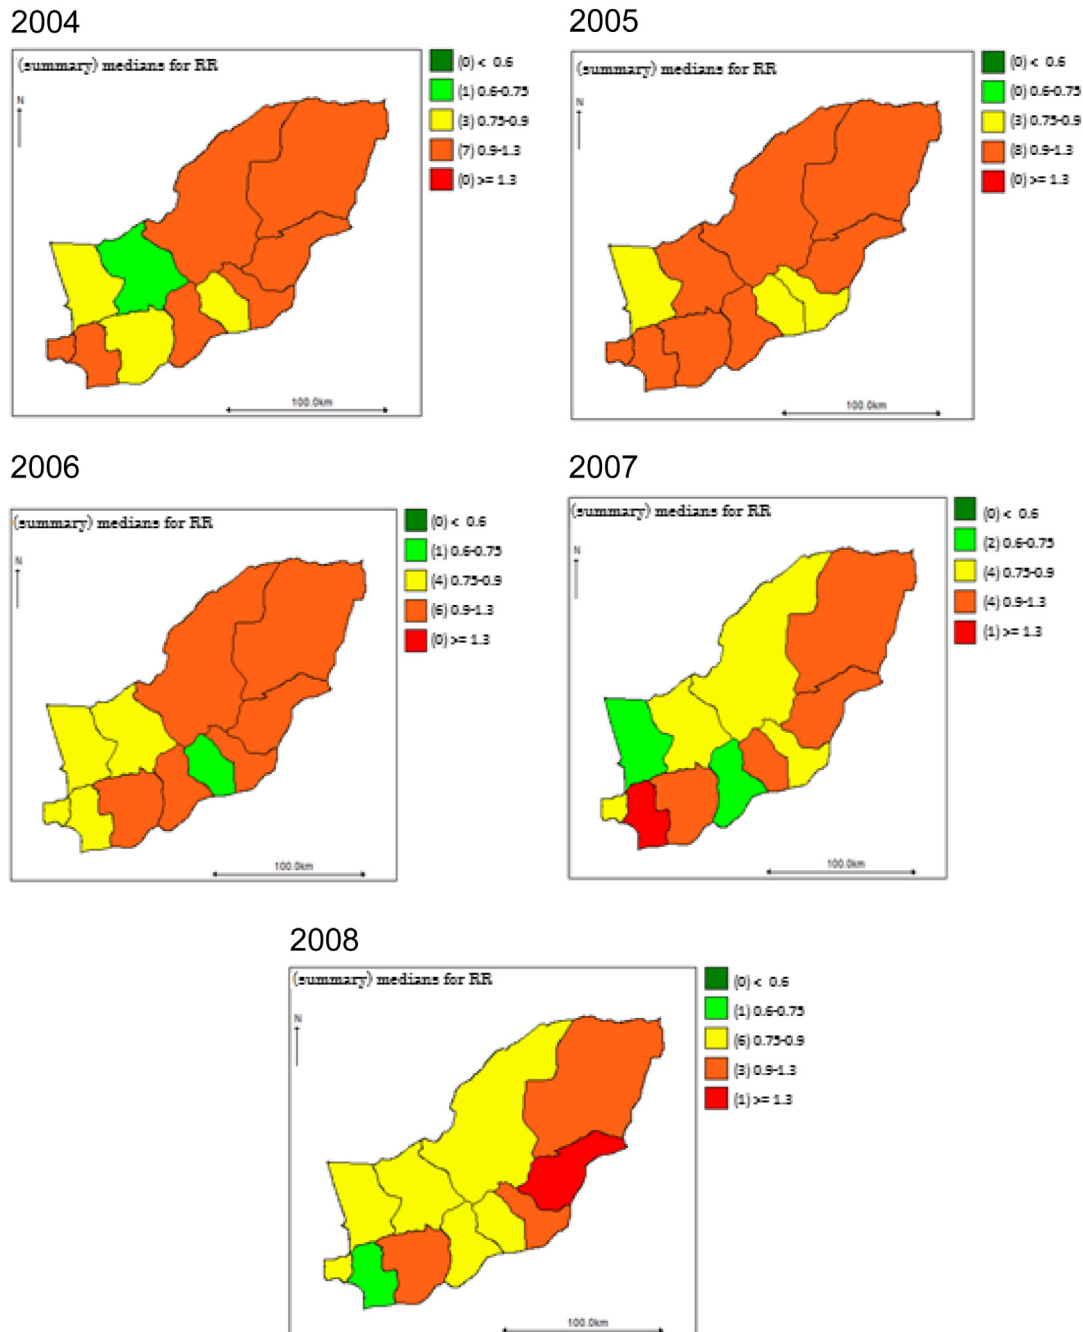 2004
(summary) medians for RR
N
100.0km
(0) < 0.6
(1) 0.6-0.75
(3) 0.75-0.9
(7) 0.9-1.3
(0) >= 1.3
2005
(summary) medians for RR
N
100.0km
(0) < 0.6
(0) 0.6-0.75
(3) 0.75-0.9
(8) 0.9-1.3
(0) >= 1.3
2006
(summary) medians for RR
N
100.0km
(0) < 0.6
(1) 0.6-0.75
(4) 0.75-0.9
(6) 0.9-1.3
(0) >= 1.3
2007
(summary) medians for RR
N
100.0km
(0) < 0.6
(2) 0.6-0.75
(4) 0.75-0.9
(4) 0.9-1.3
(1) >= 1.3
2008
(summary) medians for RR
N
100.0km
(0) < 0.6
(1) 0.6-0.75
(6) 0.75-0.9
(3) 0.9-1.3
(1) >= 1.3